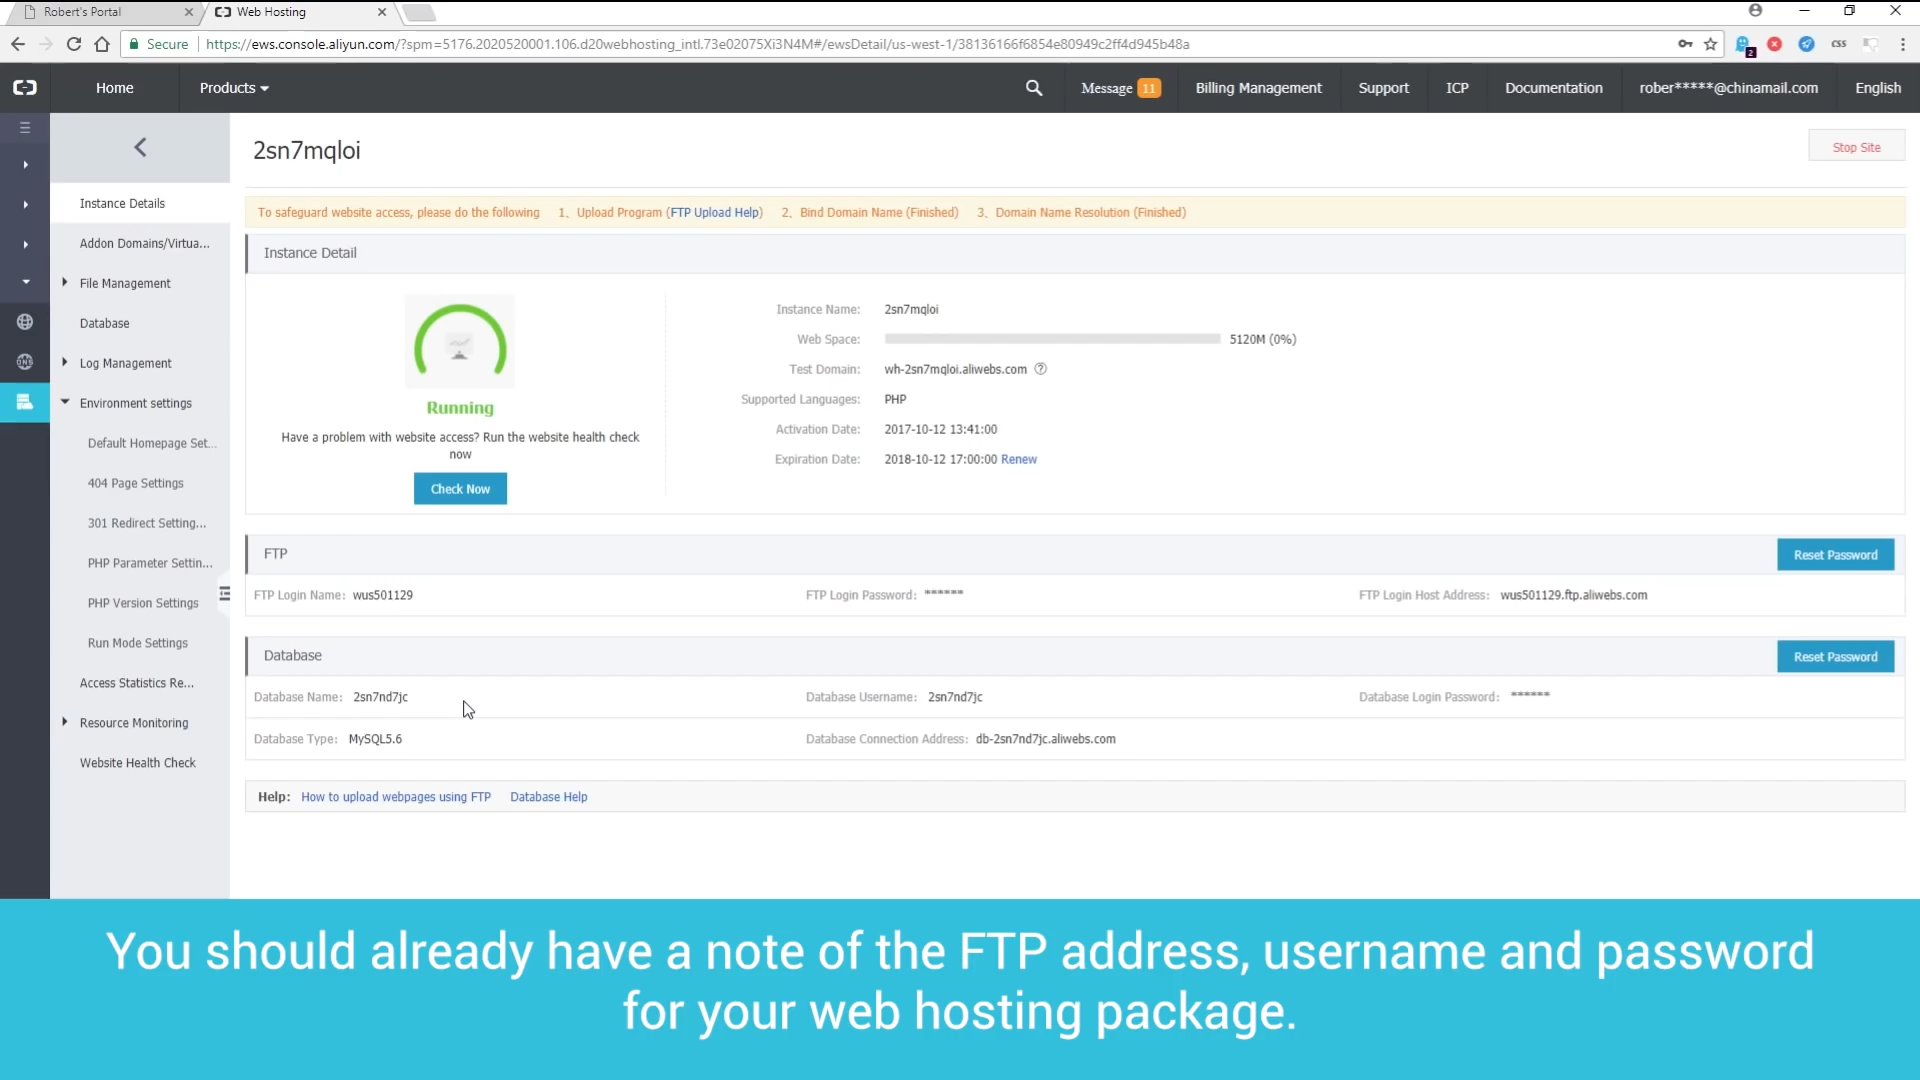 Robert's Portal
Web Hosting
Secure
https://ews.console.aliyun.com/?spm=5176.2020520001.106.d20webhosting_intl.73e02075Xi3N4M#/ewsDetail/us-west-1/38136166f6854e80949c2ff4d945b48a
2
CSS
Home
Products
Message 11
Billing Management
Support
ICP
Documentation
rober*****@chinamail.com
English
2sn7mqloi
Stop Site
Instance Details
Addon Domains/Virtua...
File Management
Database
Log Management
DNS
Environment settings
Default Homepage Set...
404 Page Settings
301 Redirect Setting...
PHP Parameter Settin...
PHP Version Settings
Run Mode Settings
Access Statistics Re...
Resource Monitoring
Website Health Check
To safeguard website access, please do the following 1、Upload Program (FTP Upload Help) 2、Bind Domain Name (Finished) 3、Domain Name Resolution (Finished)
Instance Detail
Running
Have a problem with website access? Run the website health check
now
Check Now
Instance Name: 2sn7mqloi
Web Space: 5120M (0%)
Test Domain: wh-2sn7mqloi.aliwebs.com ?
Supported Languages: PHP
Activation Date: 2017-10-12 13:41:00
Expiration Date: 2018-10-12 17:00:00 Renew
FTP
Reset Password
FTP Login Name: wus501129
FTP Login Password: ******
FTP Login Host Address: wus501129.ftp.aliwebs.com
Database
Reset Password
Database Name: 2sn7nd7jc
Database Username: 2sn7nd7jc
Database Login Password: ******
Database Type: MySQL5.6
Database Connection Address: db-2sn7nd7jc.aliwebs.com
Help: How to upload webpages using FTP Database Help
You should already have a note of the FTP address, username and password
for your web hosting package.